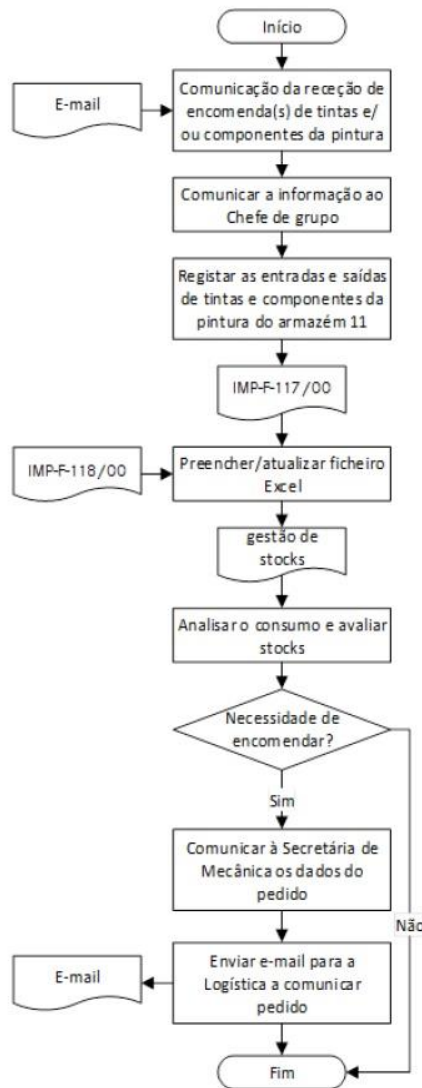 Início
E-mail
Comunicação da receção de
encomenda(s) de tintas e/
ou componentes da pintura
Comunicar a informação ao
Chefe de grupo
Registar as entradas e saídas
de tintas e componentes da
pintura do armazém 11
IMP-F-117/00
IMP-F-118/00
Preencher/atualizar ficheiro
Excel
gestão de
stocks
Analisar o consumo e avaliar
stocks
Necessidade de
encomendar?
Sim
Comunicar à Secretária de
Mecânica os dados do
pedido
Não
E-mail
Enviar e-mail para a
Logística a comunicar
pedido
Fim